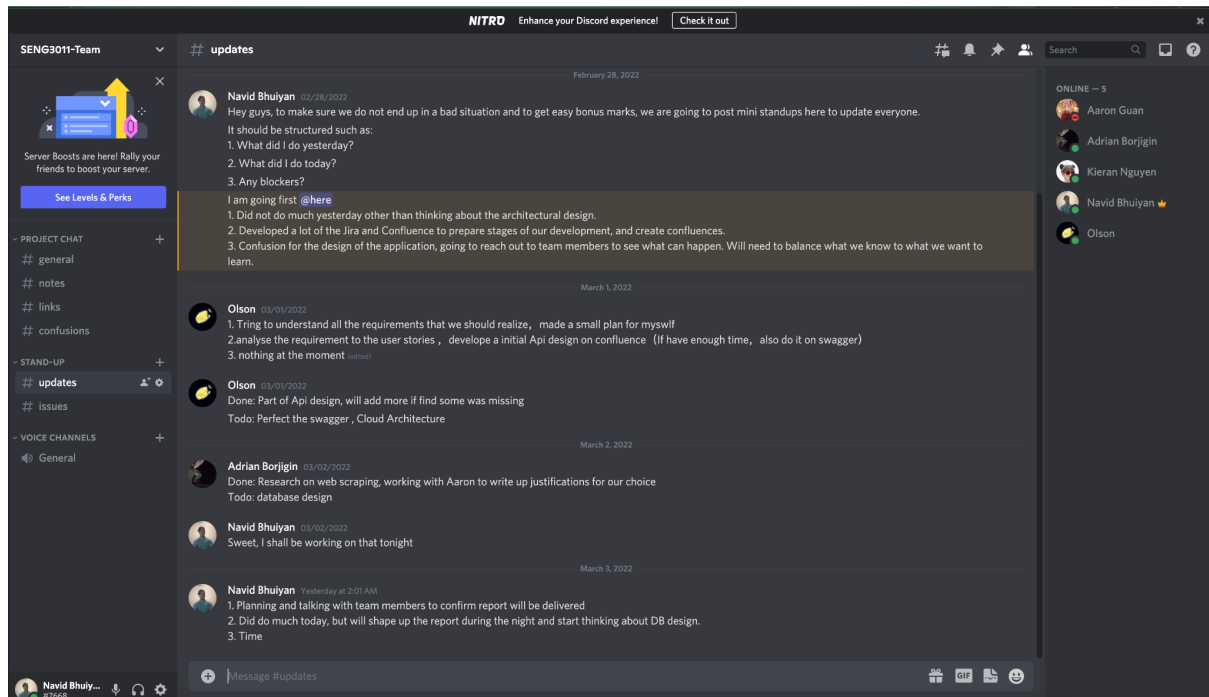 NITRO Enhance your Discord experience! Check it out
SENG3011-Team
# updates
Search
Server Boosts are here! Rally your
friends to boost your server.
See Levels & Perks
PROJECT CHAT
general
notes
links
confusions
STAND-UP
updates
issues
VOICE CHANNELS
General
Navid Bhuiy...
#7668
February 28, 2022
Navid Bhuiyan 02/28/2022
Hey guys, to make sure we do not end up in a bad situation and to get easy bonus marks, we are going to post mini standups here to update everyone.
It should be structured such as:
1. What did I do yesterday?
2. What did I do today?
3. Any blockers?
I am going first @here
1. Did not do much yesterday other than thinking about the architectural design.
2. Developed a lot of the Jira and Confluence to prepare stages of our development, and create confluences.
3. Confusion for the design of the application, going to reach out to team members to see what can happen. Will need to balance what we know to what we want to
learn.
March 1, 2022
Olson 03/01/2022
1. Tring to understand all the requirements that we should realize，made a small plan for myswlf
2.analyse the requirement to the user stories ，develope a initial Api design on confluence（If have enough time，also do it on swagger）
3. nothing at the moment (edited)
Olson 03/01/2022
Done: Part of Api design, will add more if find some was missing
Todo: Perfect the swagger , Cloud Architecture
March 2, 2022
Adrian Borjigin 03/02/2022
Done: Research on web scraping, working with Aaron to write up justifications for our choice
Todo: database design
Navid Bhuiyan 03/02/2022
Sweet, I shall be working on that tonight
March 3, 2022
Navid Bhuiyan Yesterday at 2:01 AM
1. Planning and talking with team members to confirm report will be delivered
2. Did do much today, but will shape up the report during the night and start thinking about DB design.
3. Time
Message #updates
GIF
ONLINE — 5
Aaron Guan
Adrian Borjigin
Kieran Nguyen
Navid Bhuiyan
Olson